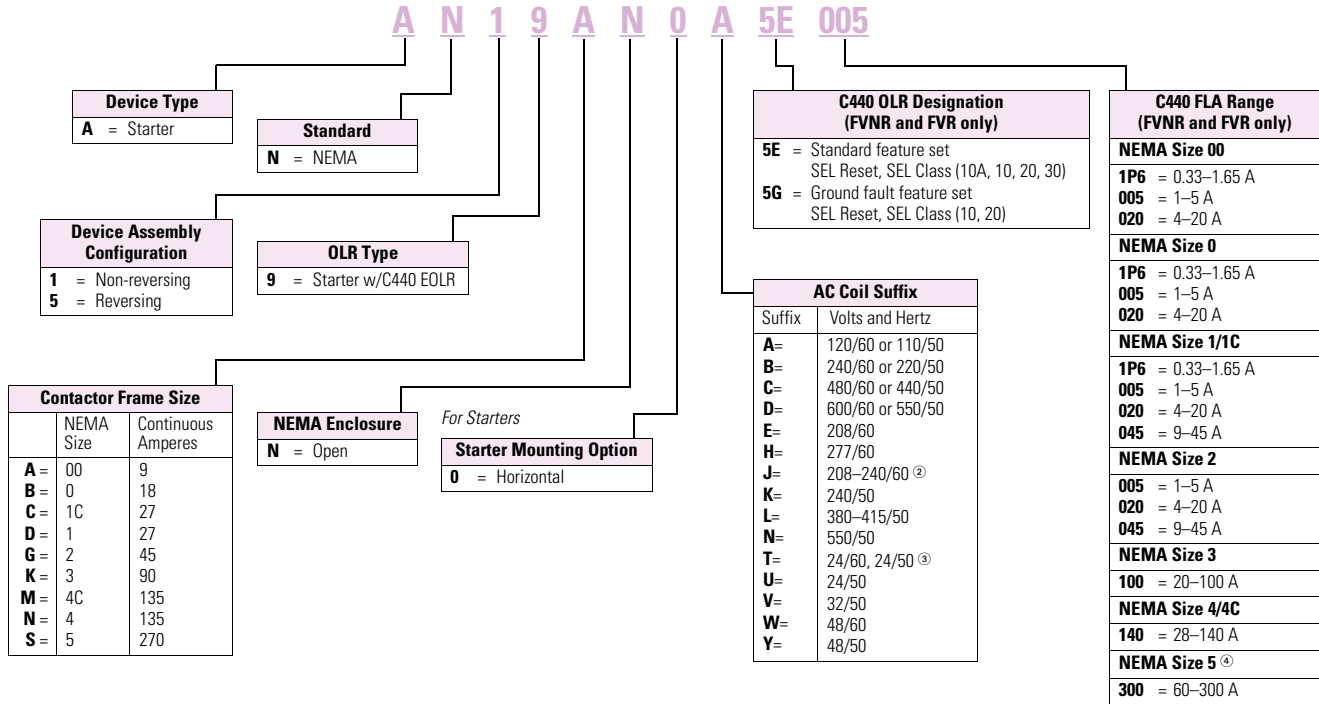 A N 1 9 A N 0 A 5E 005
Device Type
A = Starter
Standard
N = NEMA
Device Assembly
Configuration
1 = Non-reversing
5 = Reversing
OLR Type
9 = Starter w/C440 EOLR
Contactor Frame Size
NEMA Size Continuous Amperes
A = 00 9
B = 0 18
C = 1C 27
D = 1 27
G = 2 45
K = 3 90
M = 4C 135
N = 4 135
S = 5 270
NEMA Enclosure
N = Open
For Starters
Starter Mounting Option
0 = Horizontal
C440 OLR Designation
(FVNR and FVR only)
5E = Standard feature set
SEL Reset, SEL Class (10A, 10, 20, 30)
5G = Ground fault feature set
SEL Reset, SEL Class (10, 20)
AC Coil Suffix
Suffix Volts and Hertz
A= 120/60 or 110/50
B= 240/60 or 220/50
C= 480/60 or 440/50
D= 600/60 or 550/50
E= 208/60
H= 277/60
J= 208–240/60 ②
K= 240/50
L= 380–415/50
N= 550/50
T= 24/60, 24/50 ③
U= 24/50
V= 32/50
W= 48/60
Y= 48/50
C440 FLA Range
(FVNR and FVR only)
NEMA Size 00
1P6 = 0.33–1.65 A
005 = 1–5 A
020 = 4–20 A
NEMA Size 0
1P6 = 0.33–1.65 A
005 = 1–5 A
020 = 4–20 A
NEMA Size 1/1C
1P6 = 0.33–1.65 A
005 = 1–5 A
020 = 4–20 A
045 = 9–45 A
NEMA Size 2
005 = 1–5 A
020 = 4–20 A
045 = 9–45 A
NEMA Size 3
100 = 20–100 A
NEMA Size 4/4C
140 = 28–140 A
NEMA Size 5 ④
300 = 60–300 A